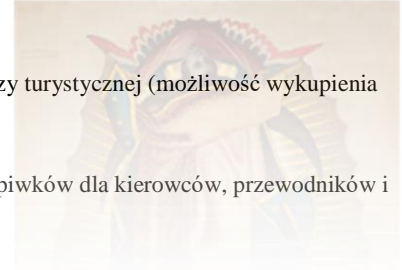 zy turystycznej (możliwość wykupienia
piwków dla kierowców, przewodników i